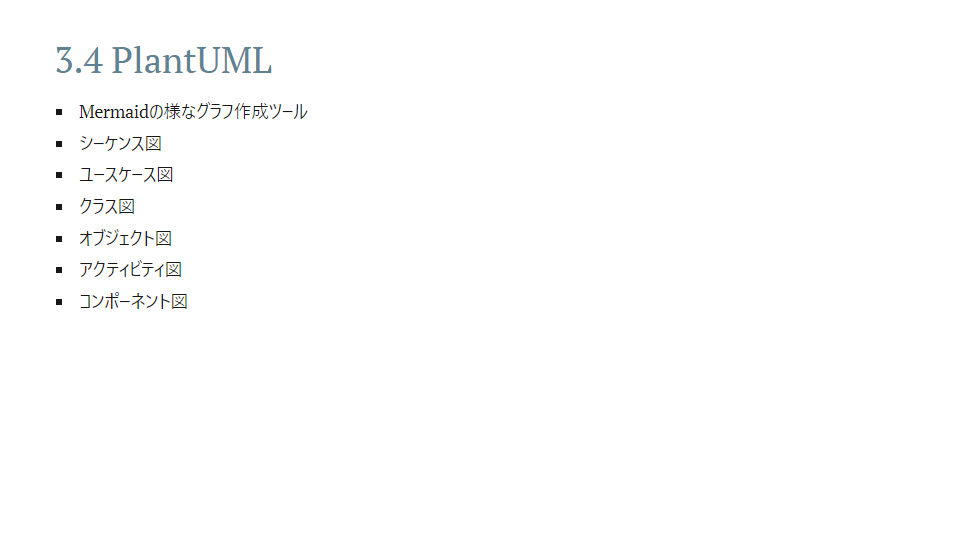 3.4 PlantUML
Mermaidの様なグラフ作成ツール
シーケンス図
ユースケース図
クラス図
オブジェクト図
アクティビティ図
コンポーネント図